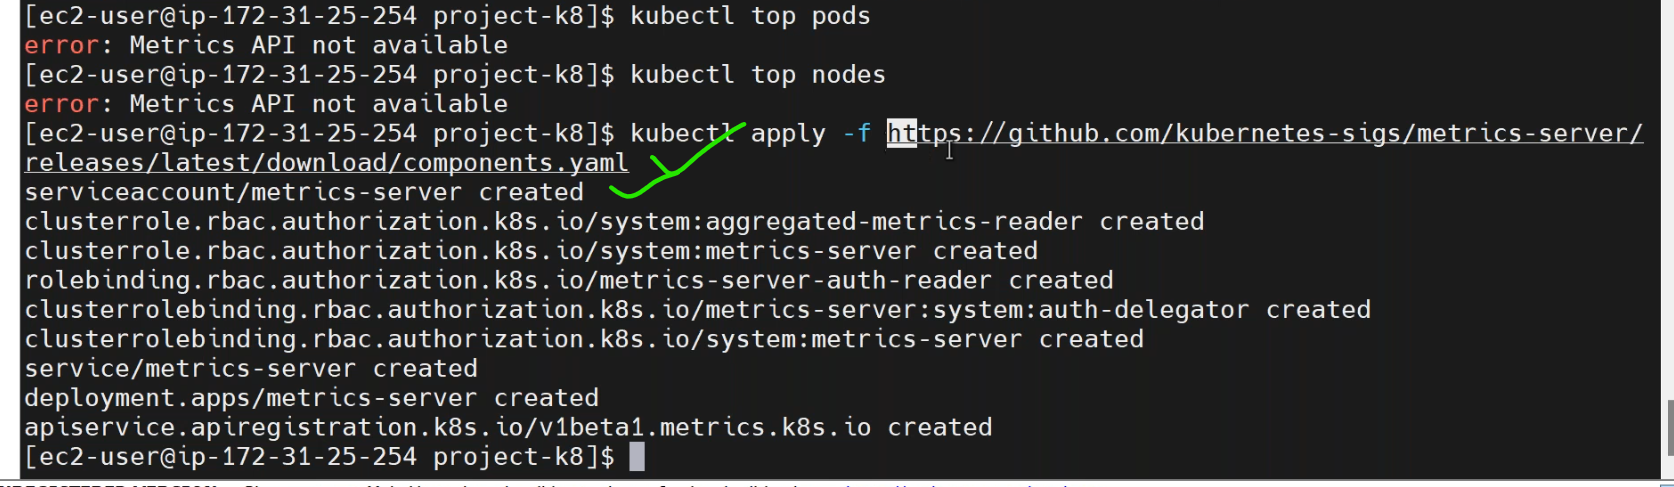 [ec2-user@ip-172-31-25-254 project-k8]$ kubectl top pods
error: Metrics API not available
[ec2-user@ip-172-31-25-254 project-k8]$ kubectl top nodes
error: Metrics API not available
[ec2-user@ip-172-31-25-254 project-k8]$ kubectl apply -f https://github.com/kubernetes-sigs/metrics-server/
releases/latest/download/components.yaml
serviceaccount/metrics-server created
clusterrole.rbac.authorization.k8s.io/system:aggregated-metrics-reader created
clusterrole.rbac.authorization.k8s.io/system:metrics-server created
rolebinding.rbac.authorization.k8s.io/metrics-server-auth-reader created
clusterrolebinding.rbac.authorization.k8s.io/metrics-server:system:auth-delegator created
clusterrolebinding.rbac.authorization.k8s.io/system:metrics-server created
service/metrics-server created
deployment.apps/metrics-server created
apiservice.apiregistration.k8s.io/v1beta1.metrics.k8s.io created
[ec2-user@ip-172-31-25-254 project-k8]$